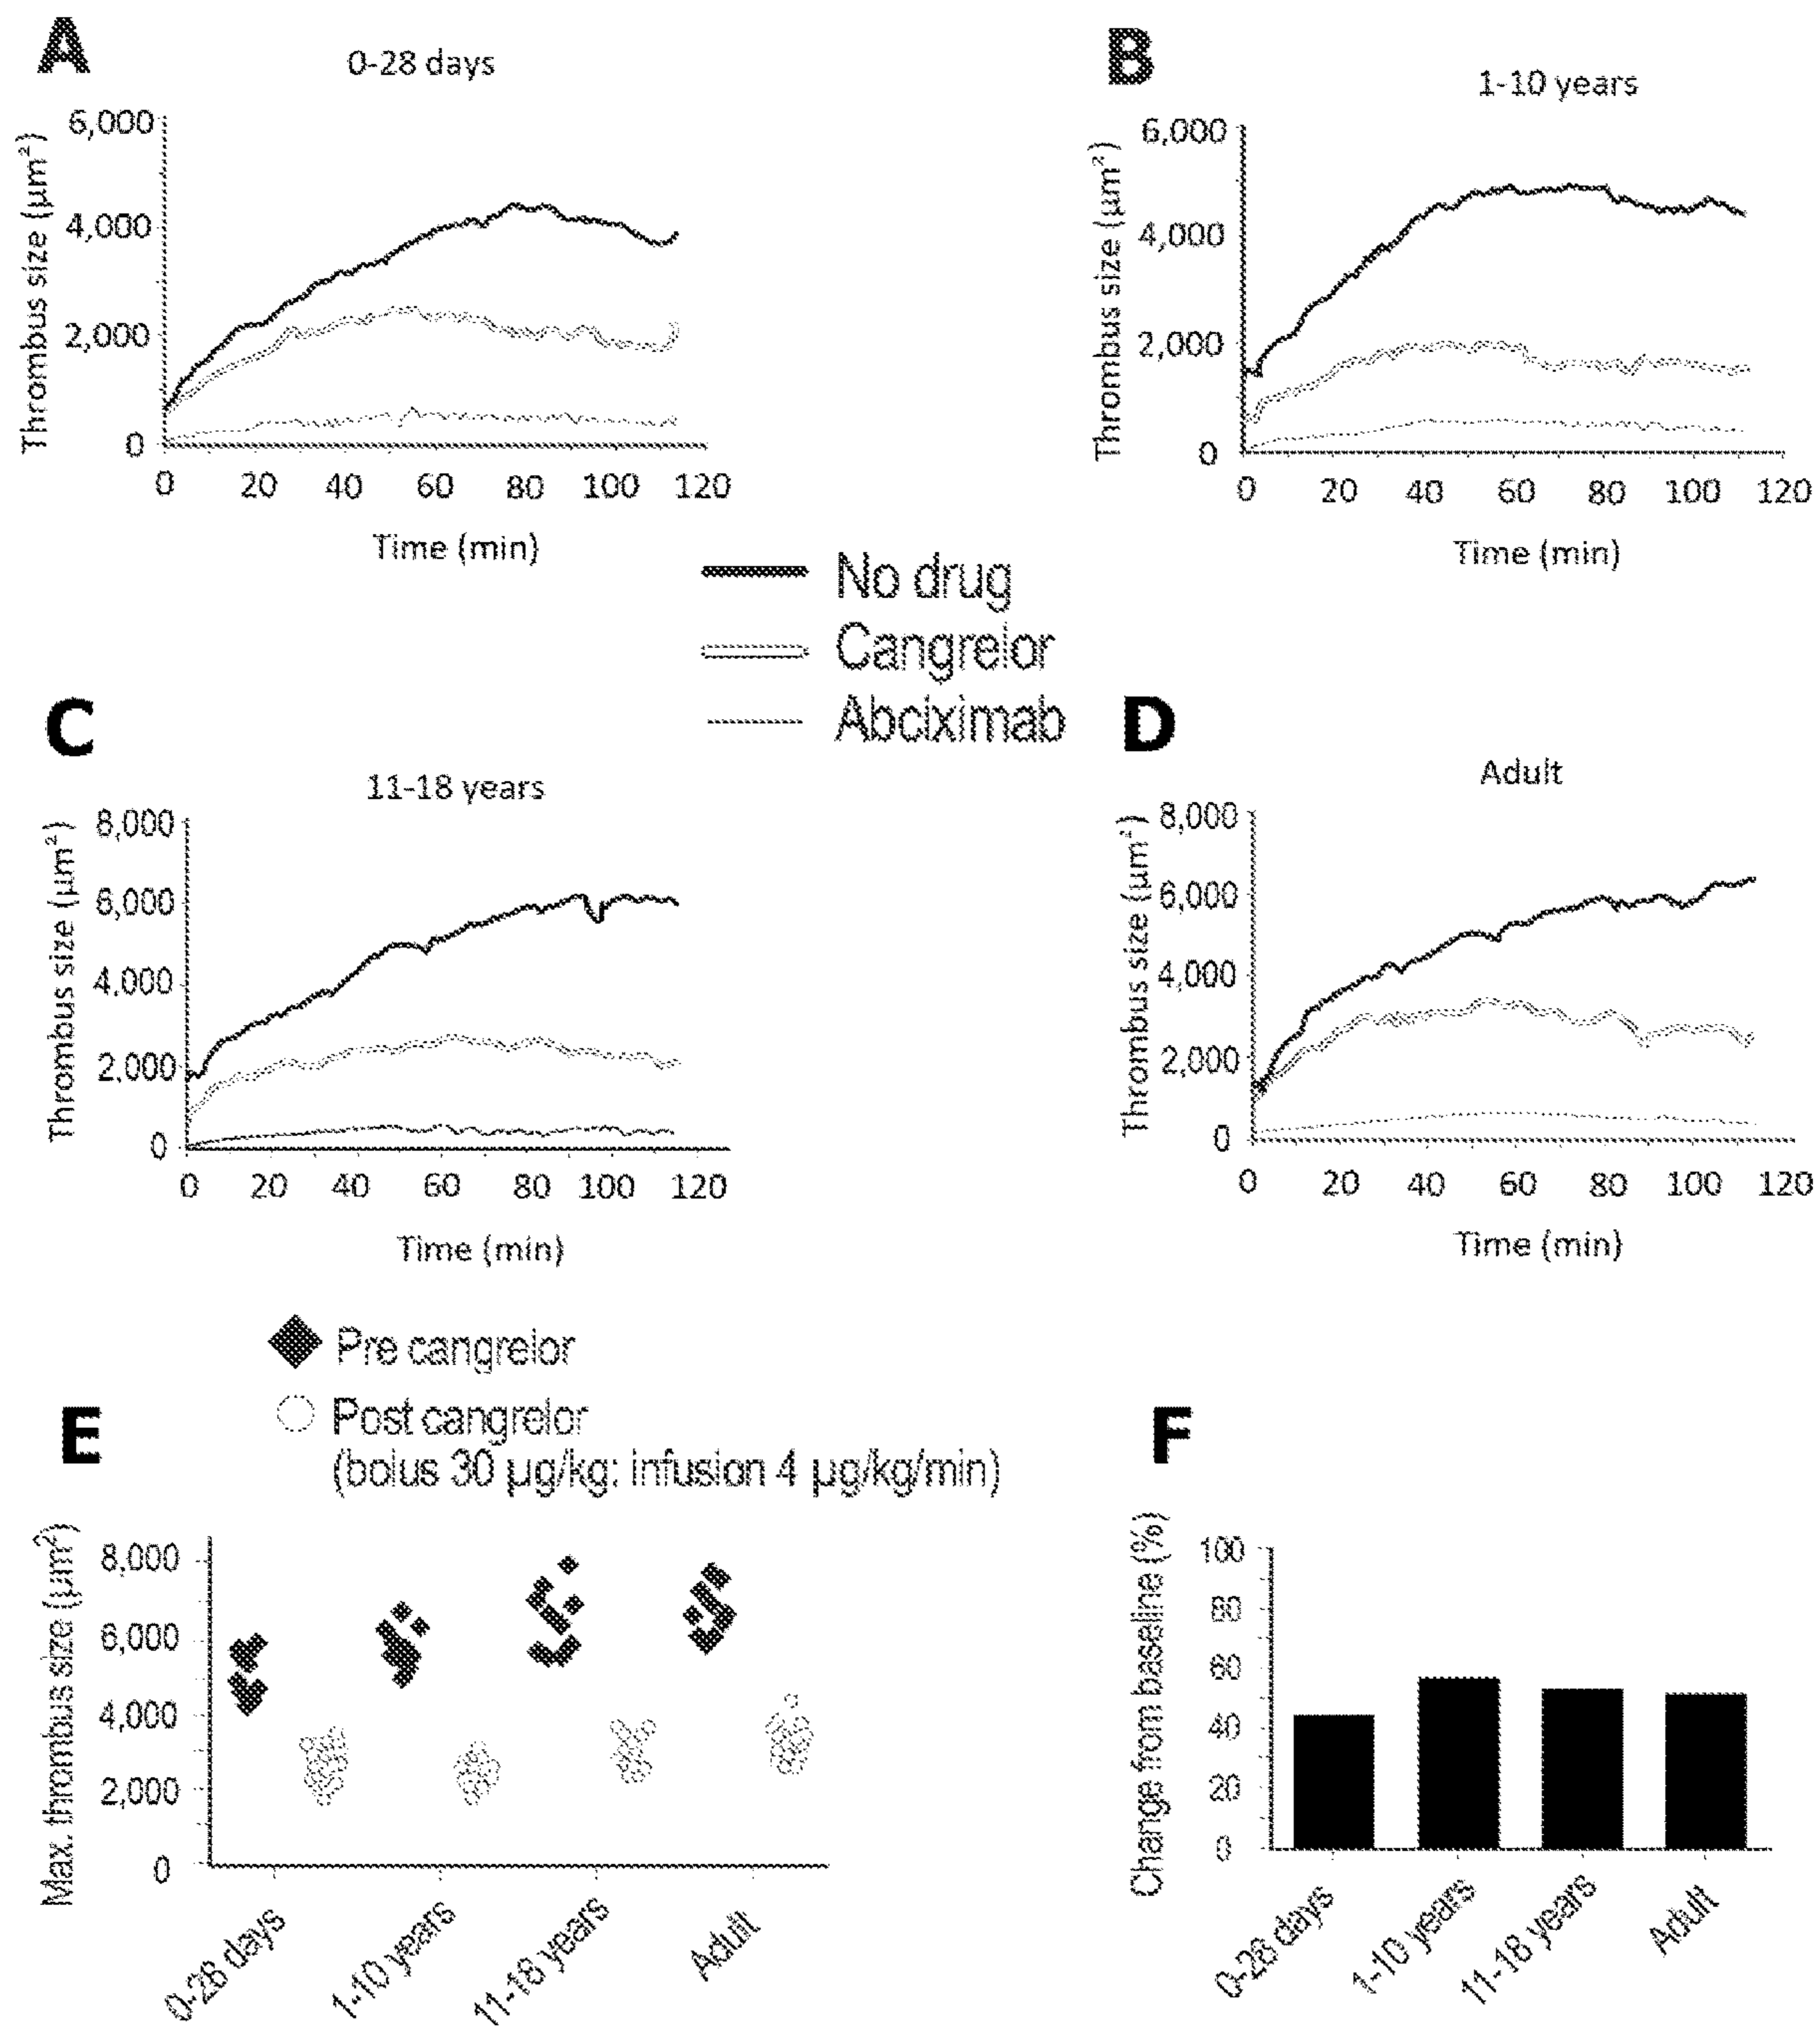 A
0-28 days
Thrombus size (µm²)
6,000
4,000
2,000
0
0 20 40 60 80 100 120
Time (min)
B
1-10 years
Thrombus size (µm²)
6,000
4,000
2,000
0
0 20 40 60 80 100 120
Time (min)
No drug
Cangrelor
Abciximab
C
11-18 years
Thrombus size (µm²)
8,000
6,000
4,000
2,000
0
0 20 40 60 80 100 120
Time (min)
D
Adult
Thrombus size (µm²)
8,000
6,000
4,000
2,000
0
0 20 40 60 80 100 120
Time (min)
E
Pre cangrelor
Post cangrelor
(bolus 30 µg/kg: infusion 4 µg/kg/min)
Max. thrombus size (µm²)
8,000
6,000
4,000
2,000
0
0-28 days
1-10 years
11-18 years
Adult
F
Change from baseline (%)
100
80
60
40
20
0
0-28 days
1-10 years
11-18 years
Adult